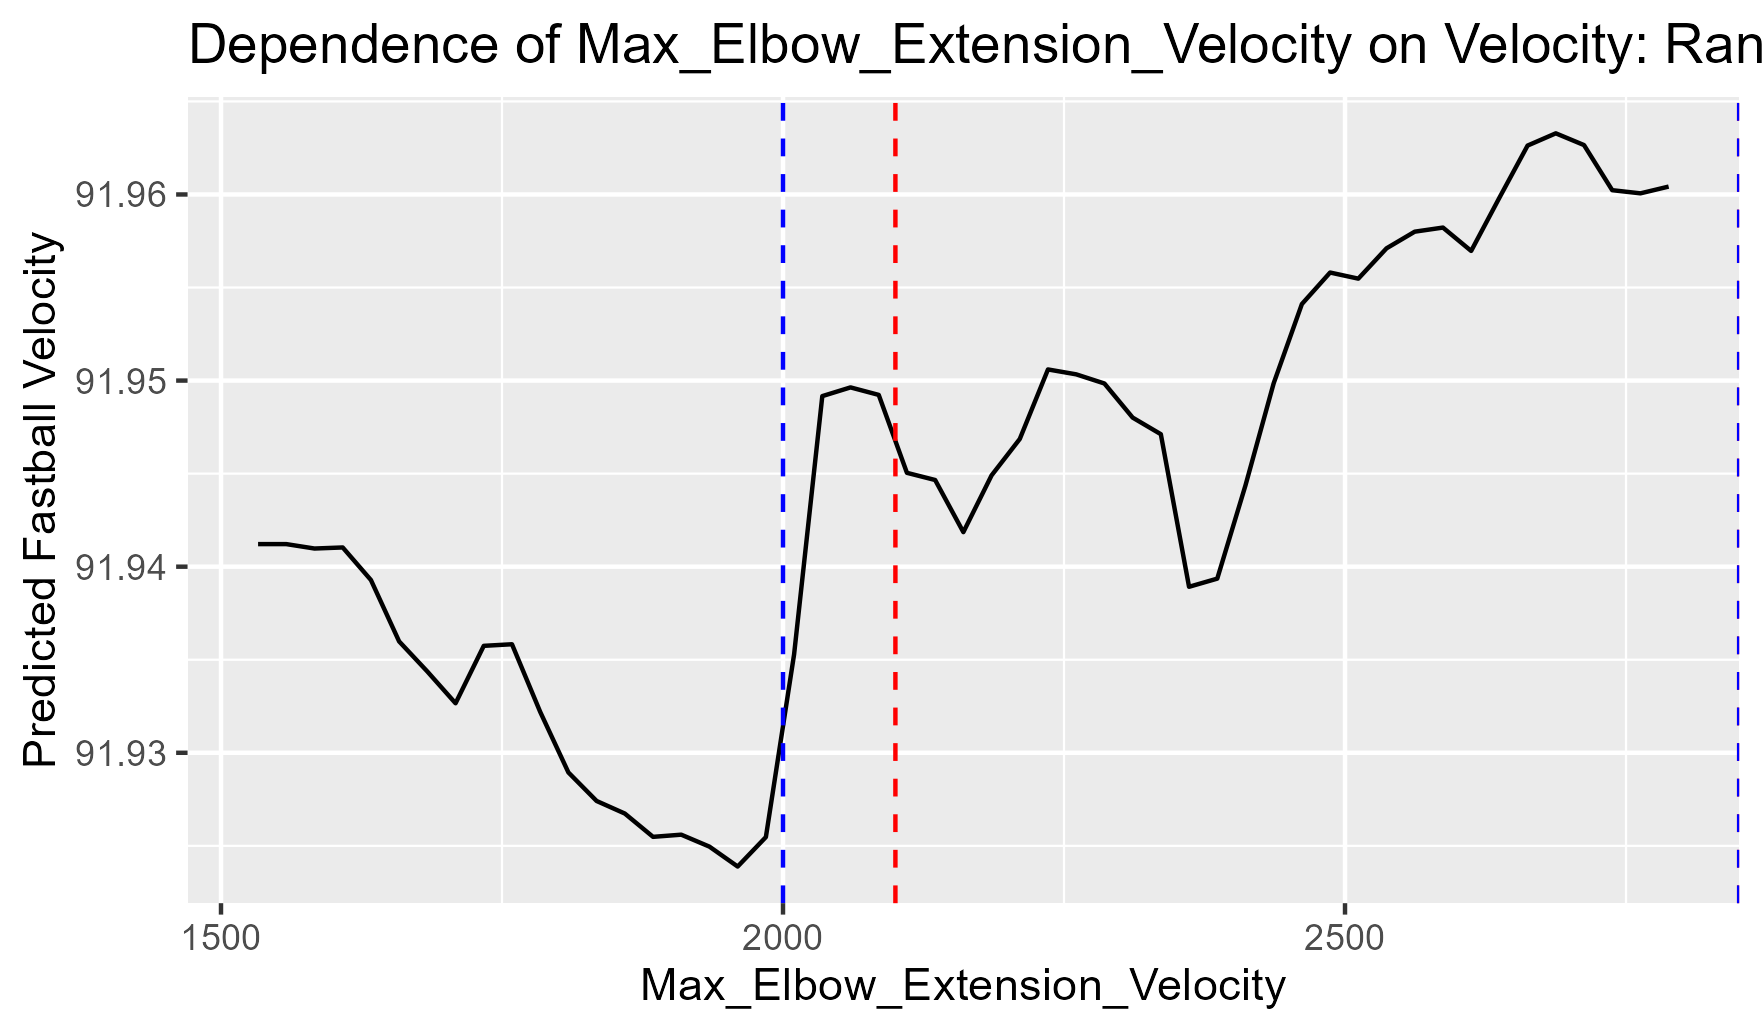 Dependence of Max_Elbow_Extension_Velocity on Velocity: Ran
Predicted Fastball Velocity
91.96
91.95
91.94
91.93
1500 2000 2500
Max_Elbow_Extension_Velocity